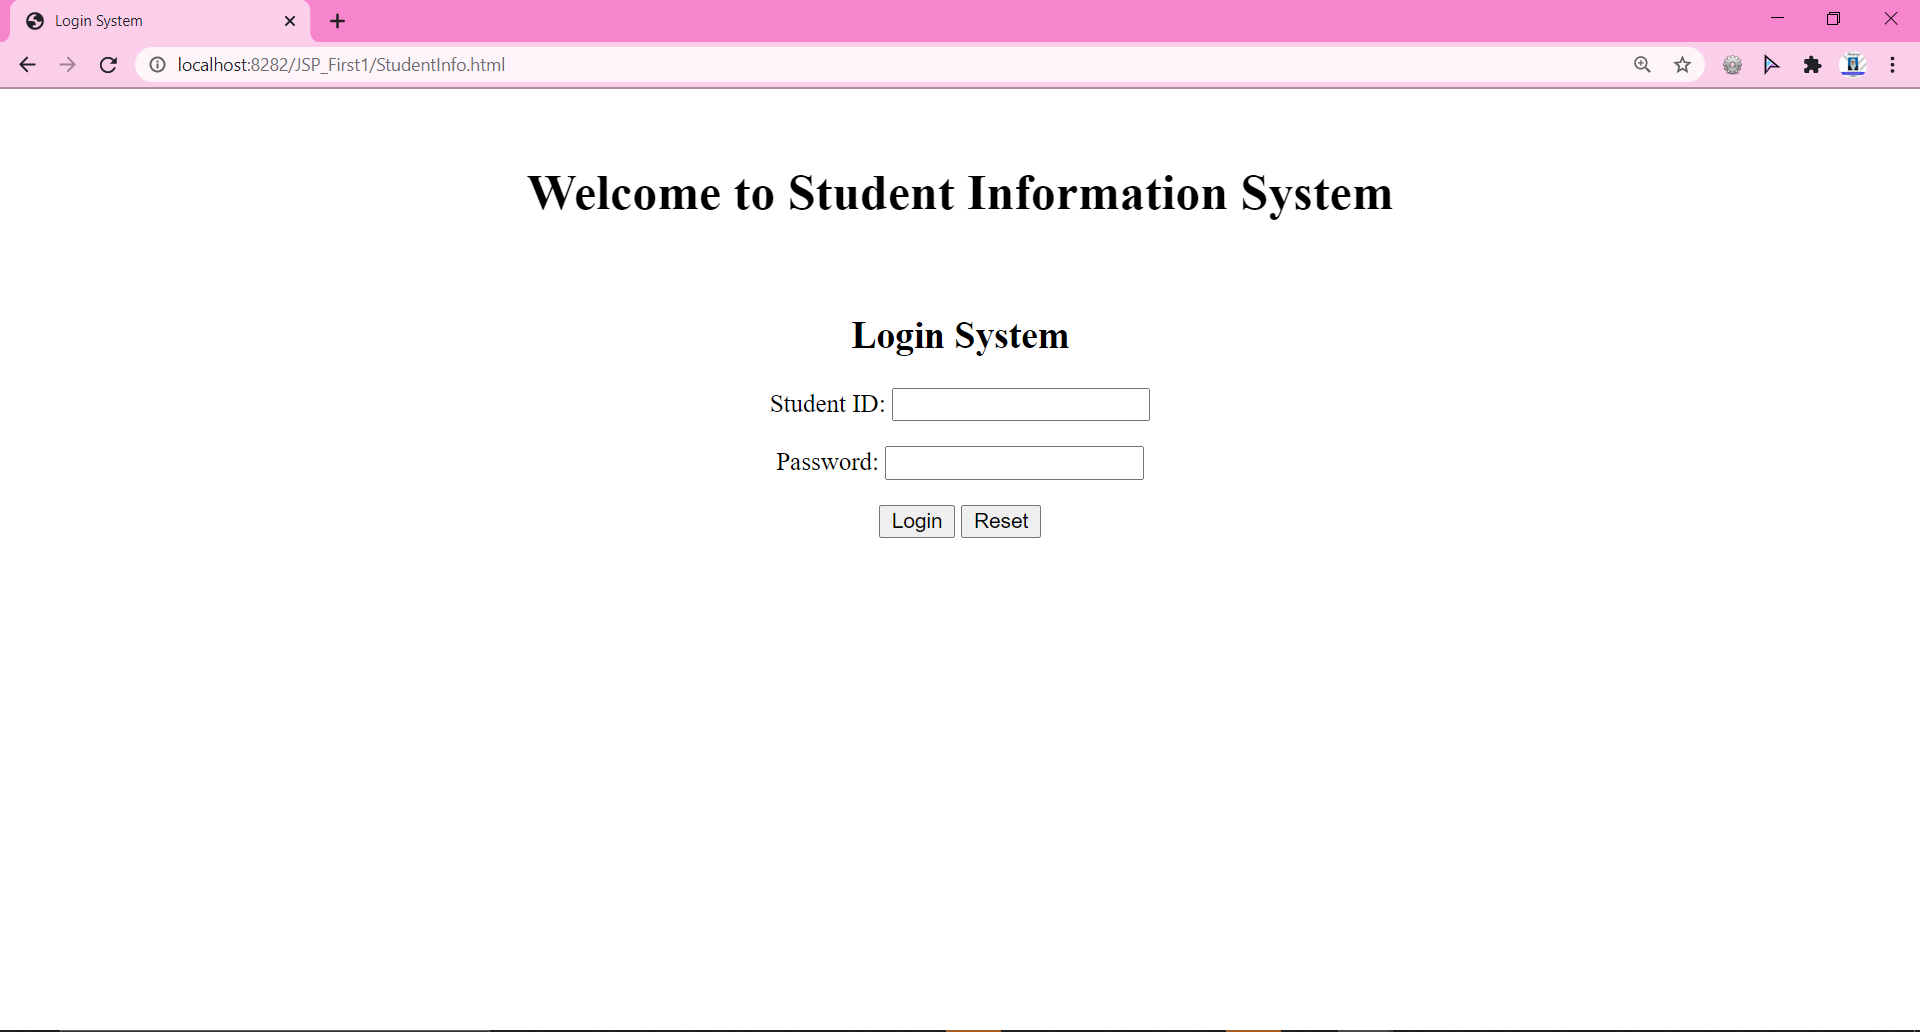 Login System
localhost:8282/JSP_First1/StudentInfo.html
Welcome to Student Information System
Login System
Student ID:
Password:
Login Reset